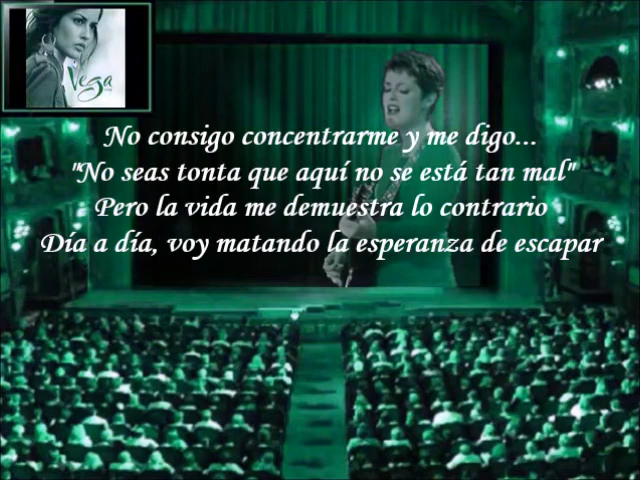 Vega
No consigo concentrarme y me digo...
"No seas tonta que aquí no se está tan mal"
Pero la vida me demuestra lo contrario
Día a día, voy matando la esperanza de escapar